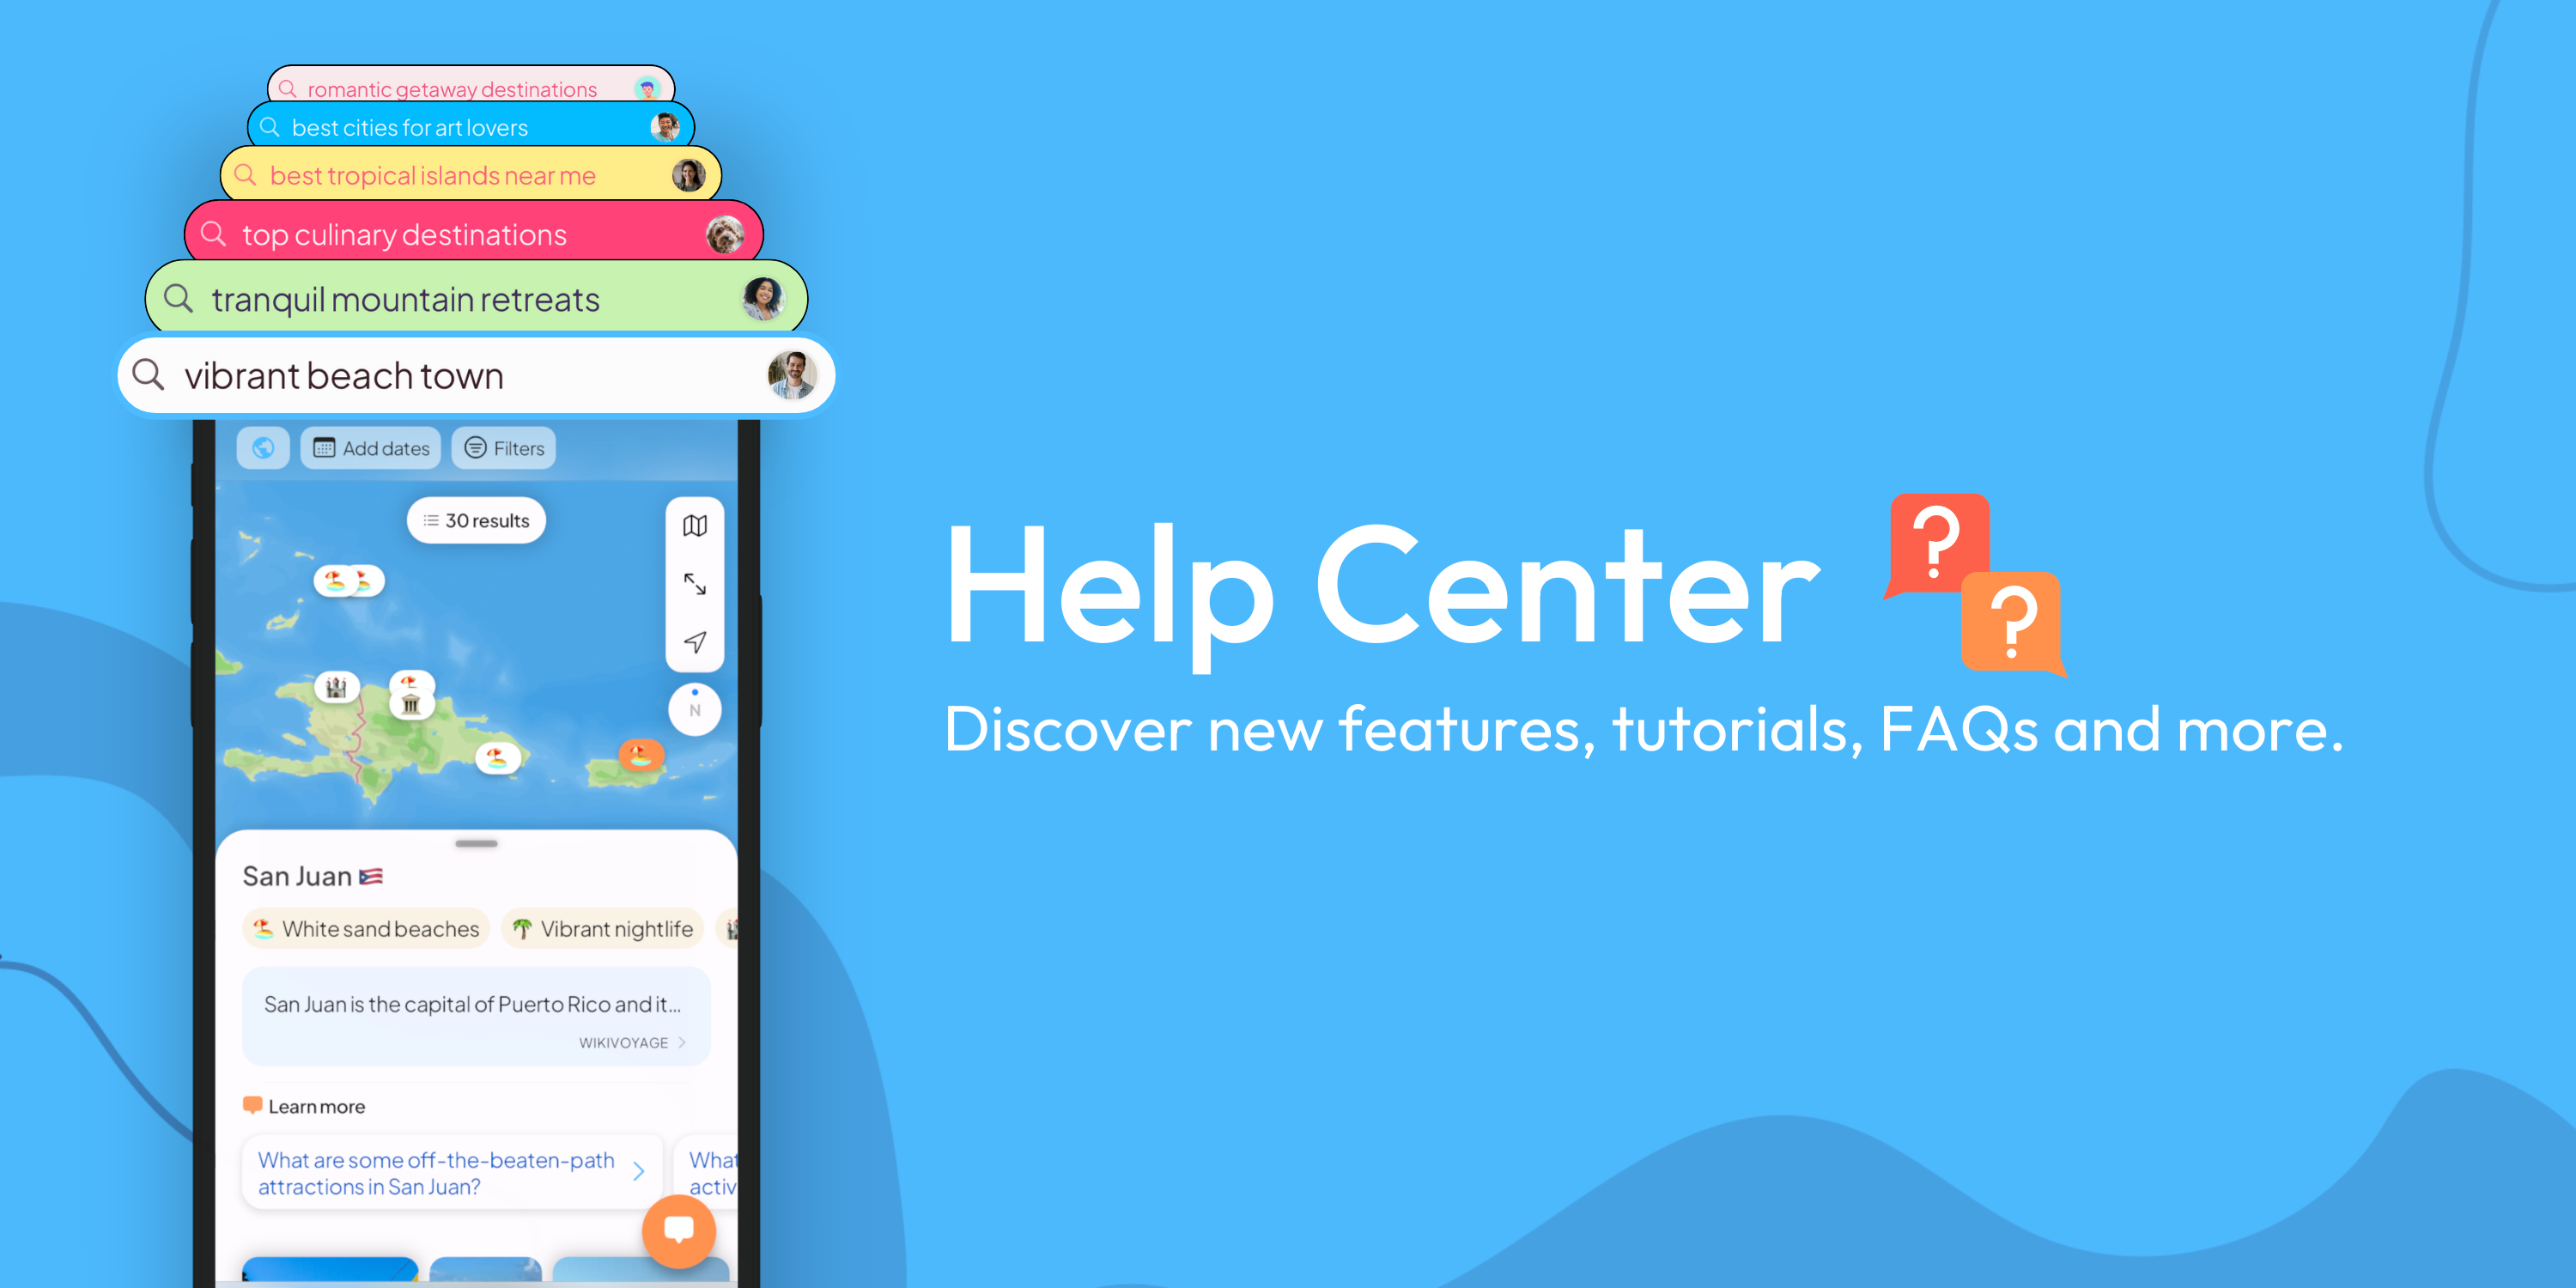 romantic getaway destinations
best cities for art lovers
best tropical islands near me
top culinary destinations
tranquil mountain retreats
vibrant beach town
Add dates
Filters
30 results
N
San Juan
White sand beaches
Vibrant nightlife
San Juan is the capital of Puerto Rico and it...
WIKIVOYAGE
Learn more
What are some off-the-beaten-path
attractions in San Juan?
What
activ
Help Center
? ?
Discover new features, tutorials, FAQs and more.